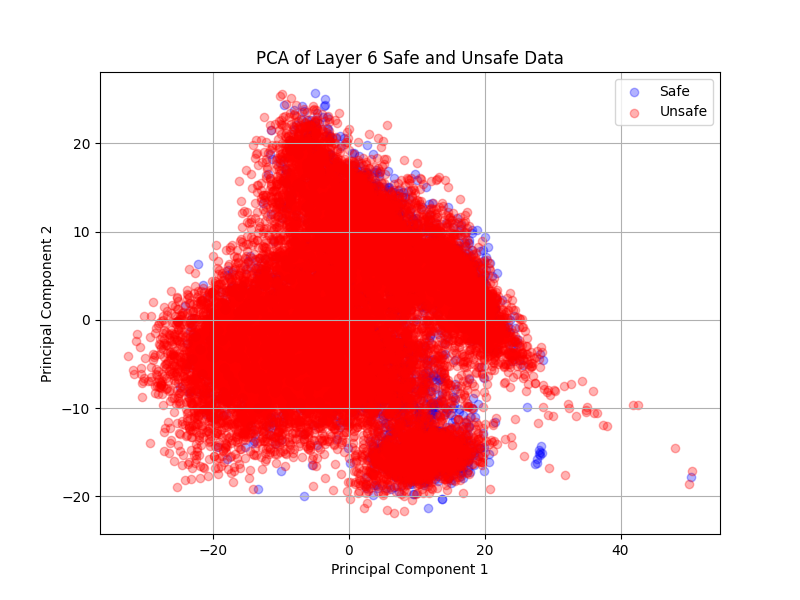 PCA of Layer 6 Safe and Unsafe Data
Safe
Unsafe
20
10
0
−10
−20
Principal Component 2
−20
0
20
40
Principal Component 1